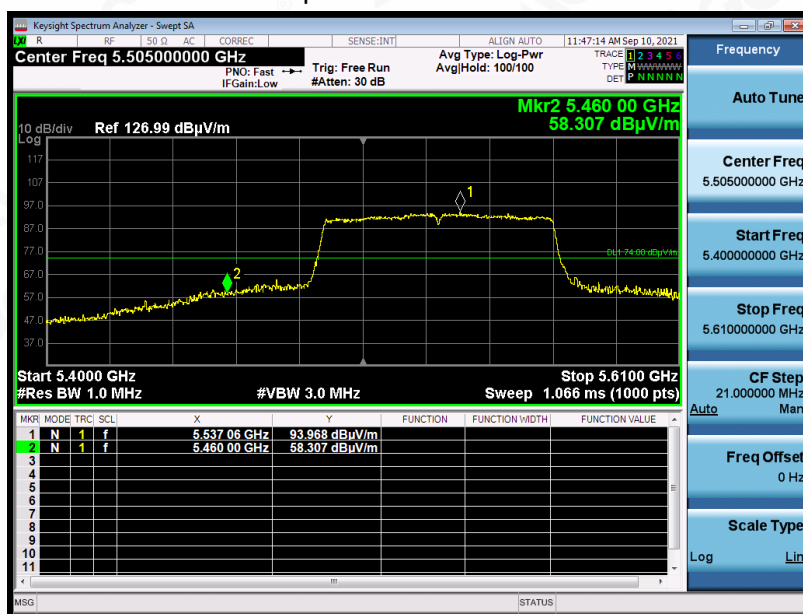 Keysight Spectrum Analyzer - Swept SA
LXI R RF 50 Ω AC CORREC SENSE:INT ALIGN AUTO 11:47:14 AM Sep 10, 2021
Center Freq 5.505000000 GHz
PNO: Fast
IFGain:Low
Trig: Free Run
#Atten: 30 dB
Avg Type: Log-Pwr
Avg|Hold: 100/100
TRACE 1 2 3 4 5 6
TYPE M WWWWW
DET P N N N N N
Mkr2 5.460 00 GHz
58.307 dBµV/m
10 dB/div Ref 126.99 dBµV/m
Log
117
107
97.0
87.0
77.0
67.0
57.0
47.0
37.0
1
2
DL1 74.00 dBµV/m
Start 5.4000 GHz Stop 5.6100 GHz
#Res BW 1.0 MHz #VBW 3.0 MHz Sweep 1.066 ms (1000 pts)
MKR MODE TRC SCL X Y FUNCTION FUNCTION WIDTH FUNCTION VALUE
1 N 1 f 5.537 06 GHz 93.968 dBµV/m
2 N 1 f 5.460 00 GHz 58.307 dBµV/m
3
4
5
6
7
8
9
10
11
MSG STATUS
Frequency
Auto Tune
Center Freq
5.505000000 GHz
Start Freq
5.400000000 GHz
Stop Freq
5.610000000 GHz
CF Step
21.000000 MHz
Auto Man
Freq Offset
0 Hz
Scale Type
Log Lin